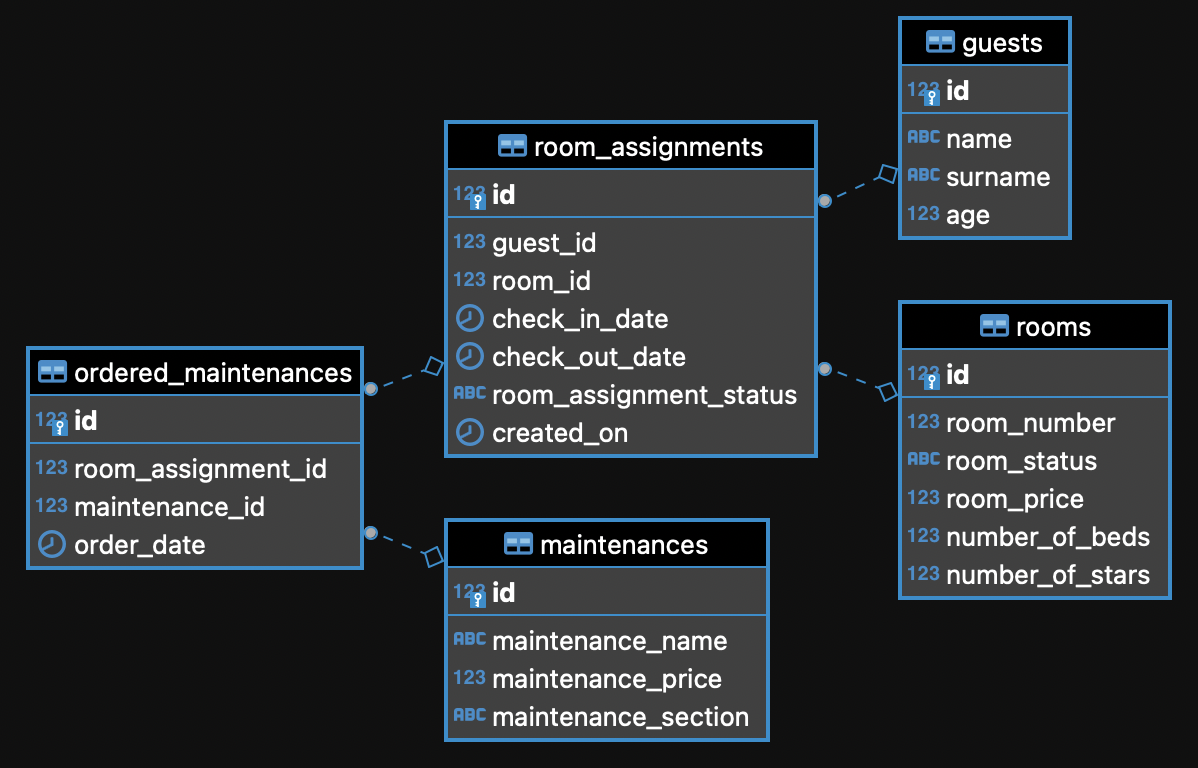 guests
123 id
ABC name
ABC surname
123 age
room_assignments
123 id
123 guest_id
123 room_id
check_in_date
check_out_date
ABC room_assignment_status
created_on
rooms
123 id
123 room_number
ABC room_status
123 room_price
123 number_of_beds
123 number_of_stars
ordered_maintenances
123 id
123 room_assignment_id
123 maintenance_id
order_date
maintenances
123 id
ABC maintenance_name
123 maintenance_price
ABC maintenance_section